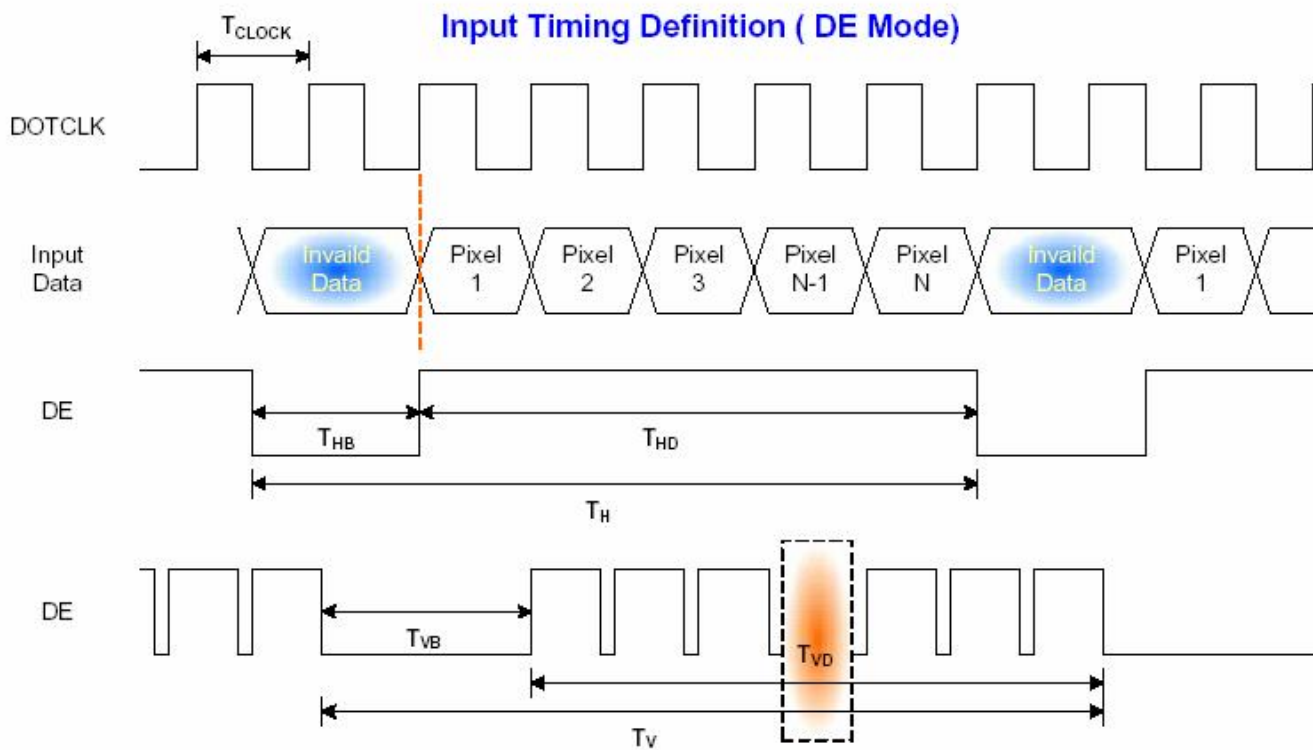 Input Timing Definition ( DE Mode)
TCLOCK
DOTCLK
Input
Data
Invaild
Data
Pixel
1
Pixel
2
Pixel
3
Pixel
N-1
Pixel
N
Invaild
Data
Pixel
1
DE
THB
THD
TH
DE
TVB
TVD
TV